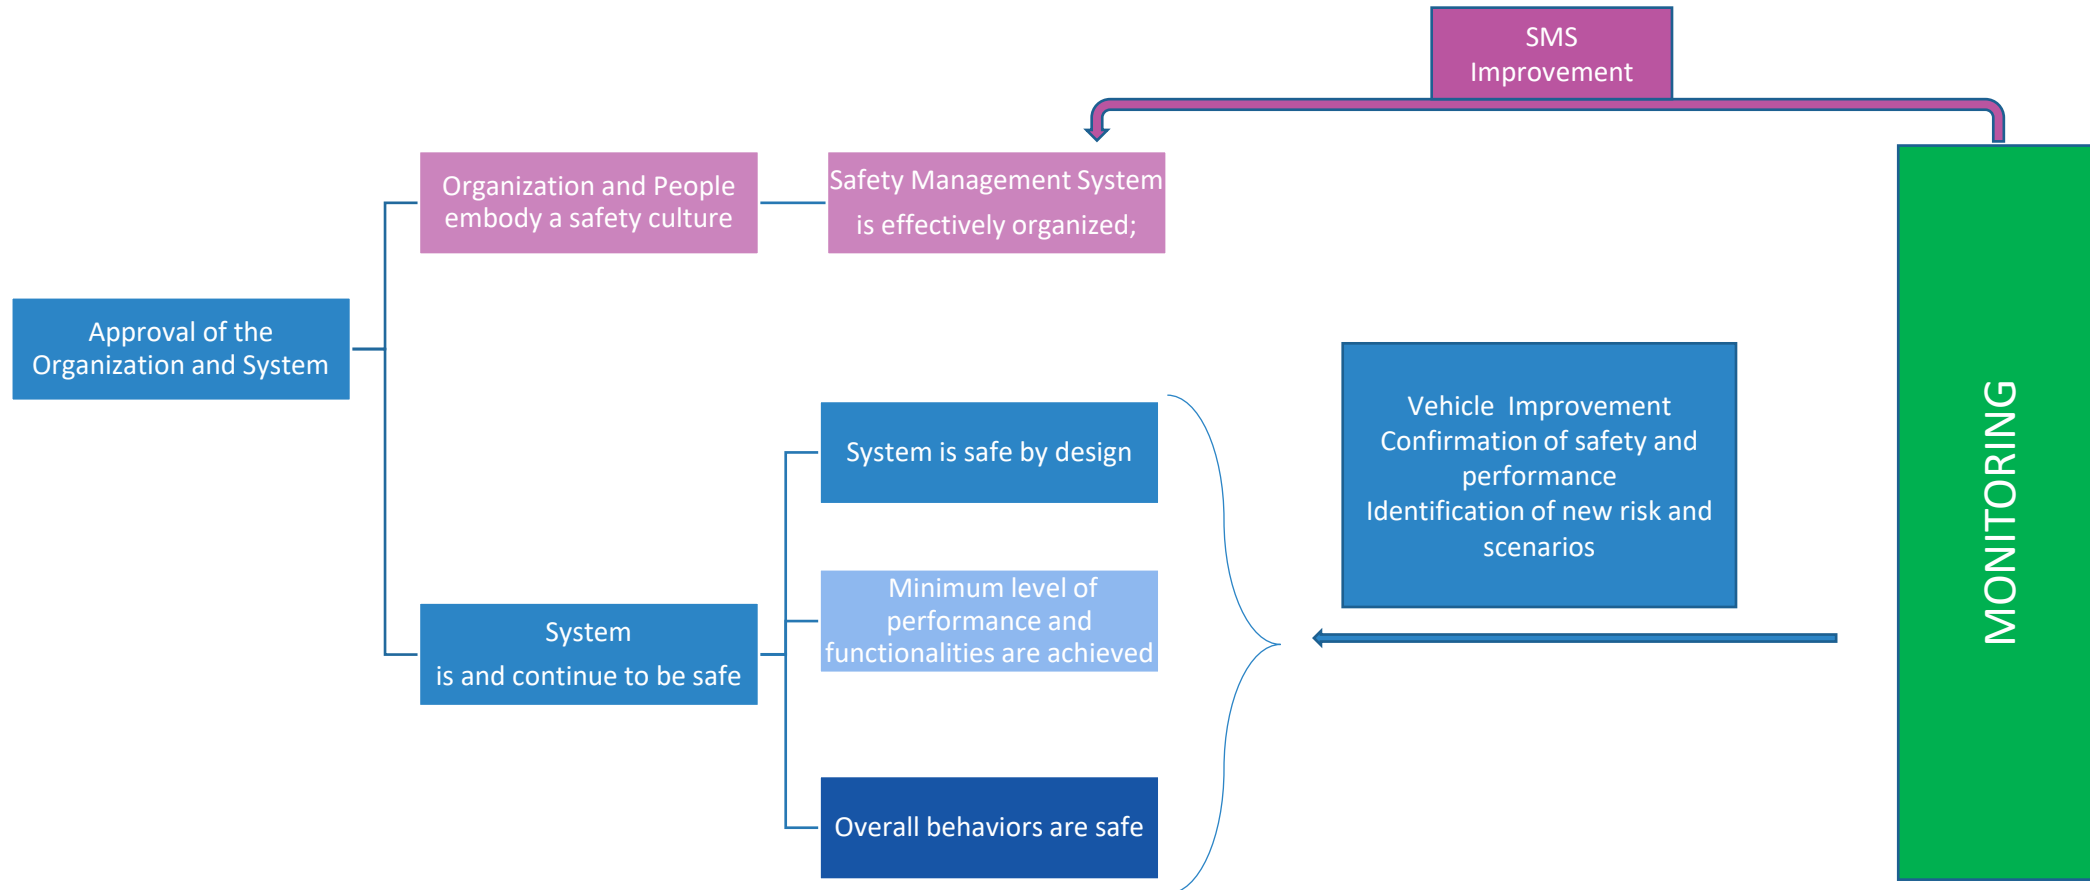 SMS
Improvement
Organization and People
embody a safety culture
Safety Management System
is effectively organized;
Approval of the
Organization and System
System is safe by design
Vehicle  Improvement
Confirmation of safety and
performance
Identification of new risk and
scenarios
MONITORING
Minimum level of
performance and
functionalities are achieved
System
is and continue to be safe
Overall behaviors are safe